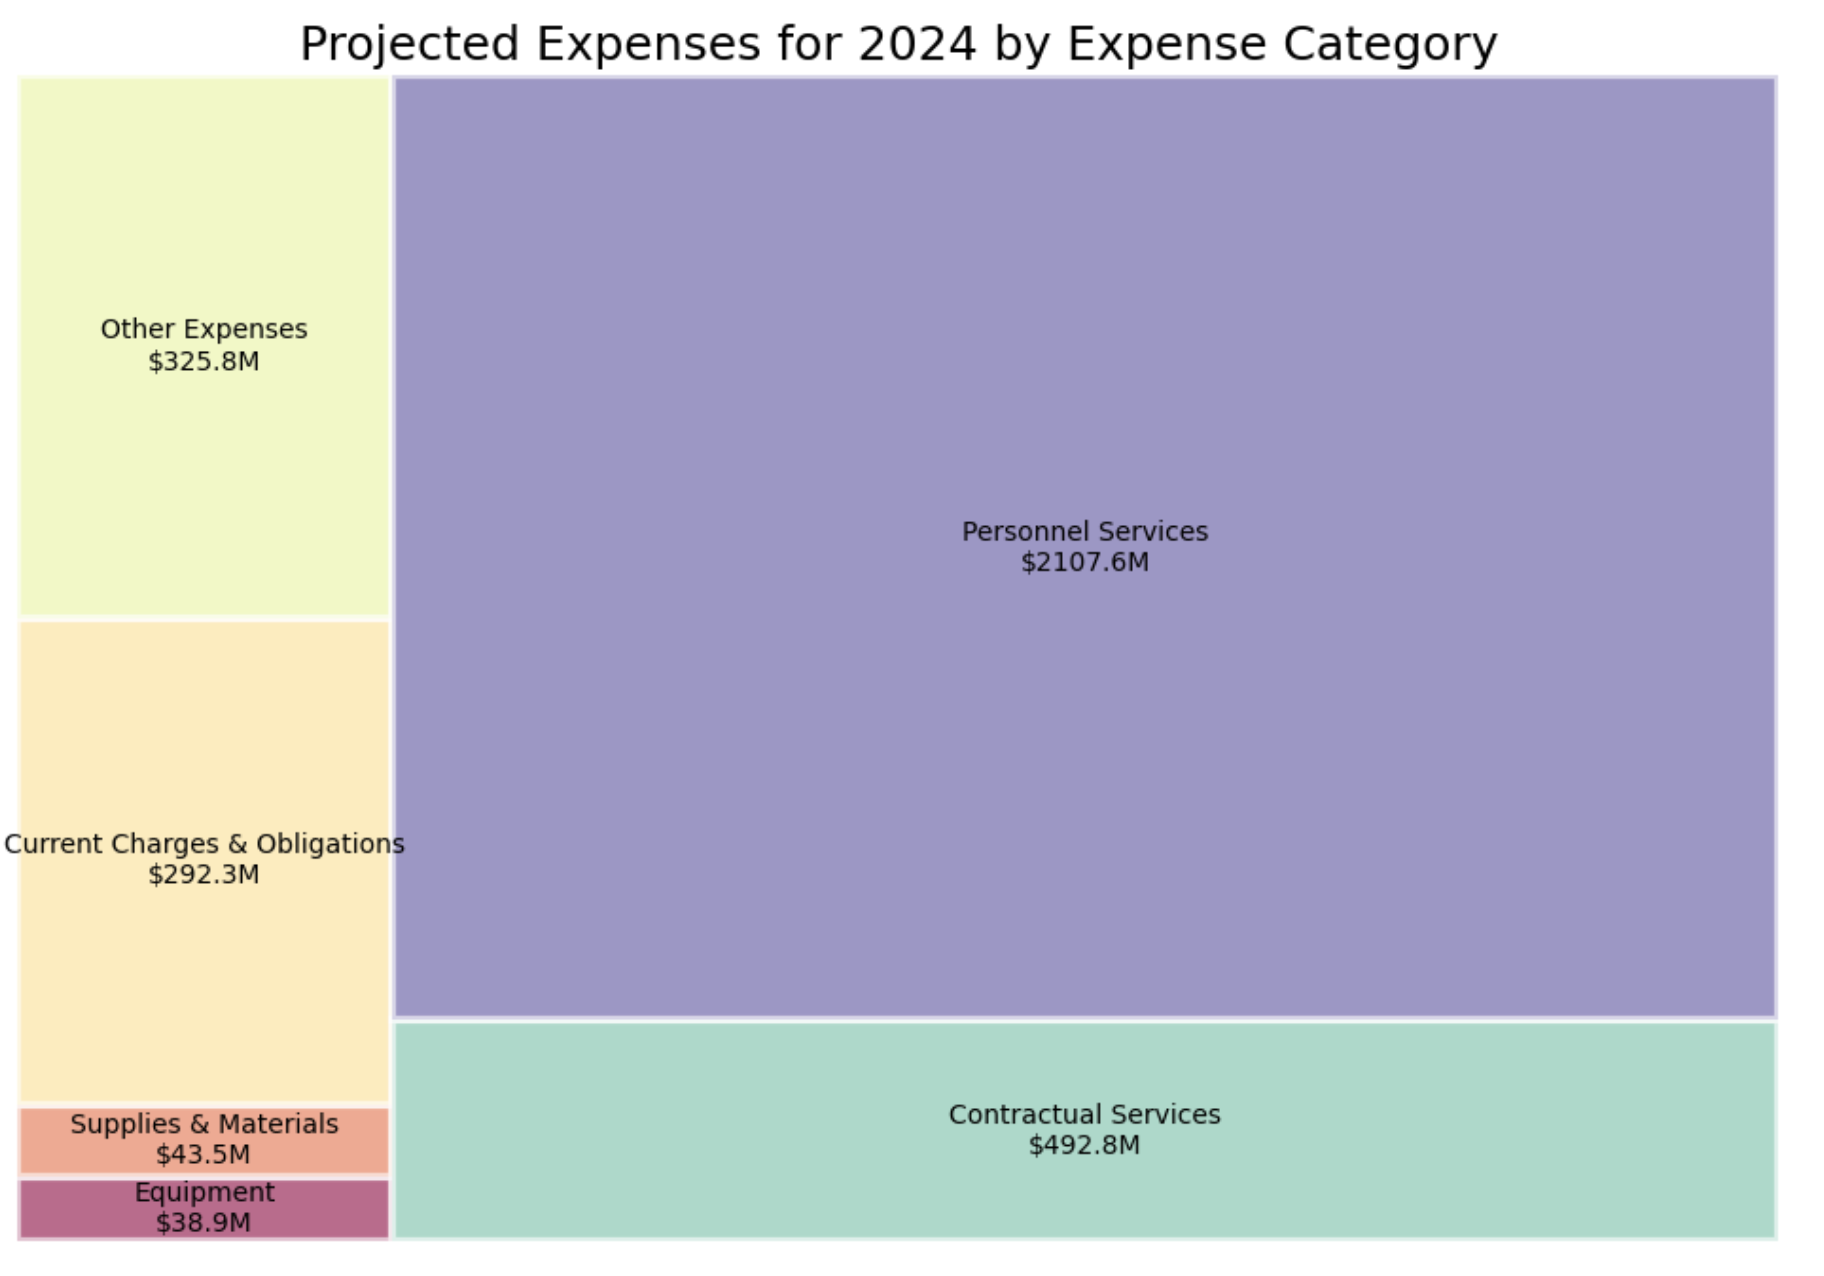 Projected Expenses for 2024 by Expense Category
Other Expenses
$325.8M
Personnel Services
$2107.6M
Current Charges & Obligations
$292.3M
Supplies & Materials
$43.5M
Contractual Services
$492.8M
Equipment
$38.9M